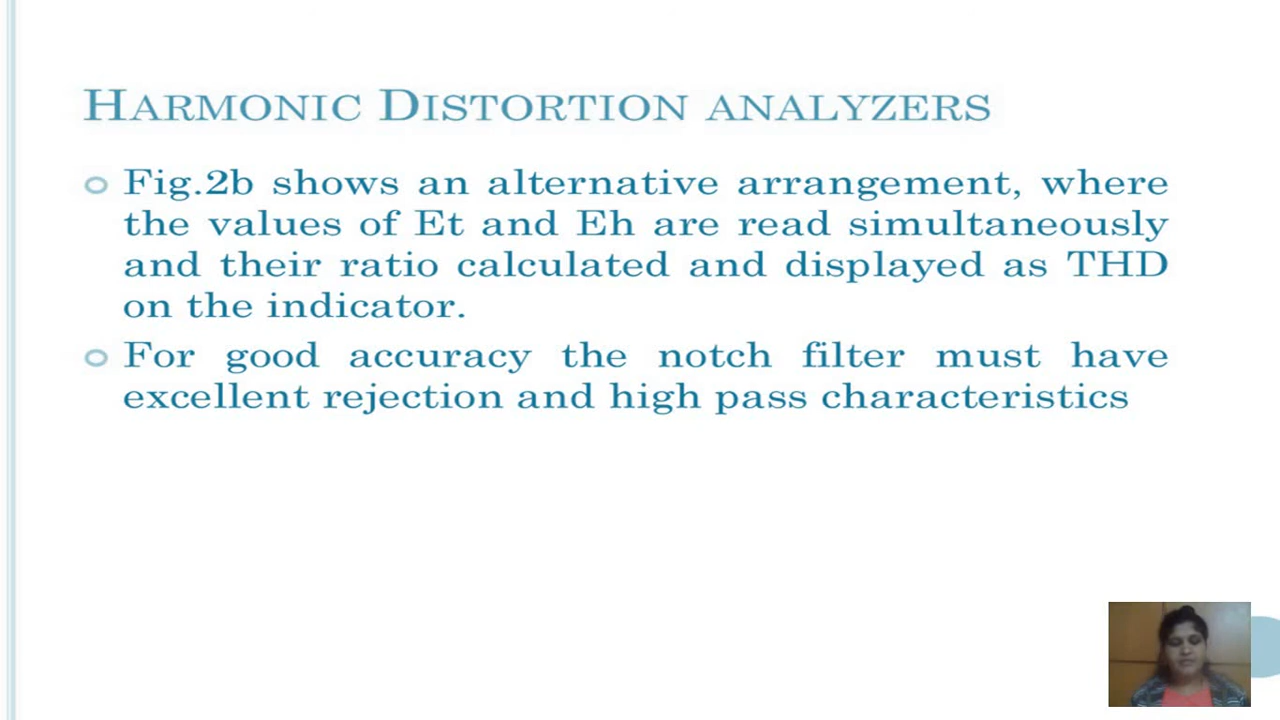 HARMONIC DISTORTION ANALYZERS
Fig.2b shows an alternative arrangement, where
the values of Et and Eh are read simultaneously
and their ratio calculated and displayed as THD
on the indicator.
For good accuracy the notch filter must have
excellent rejection and high pass characteristics